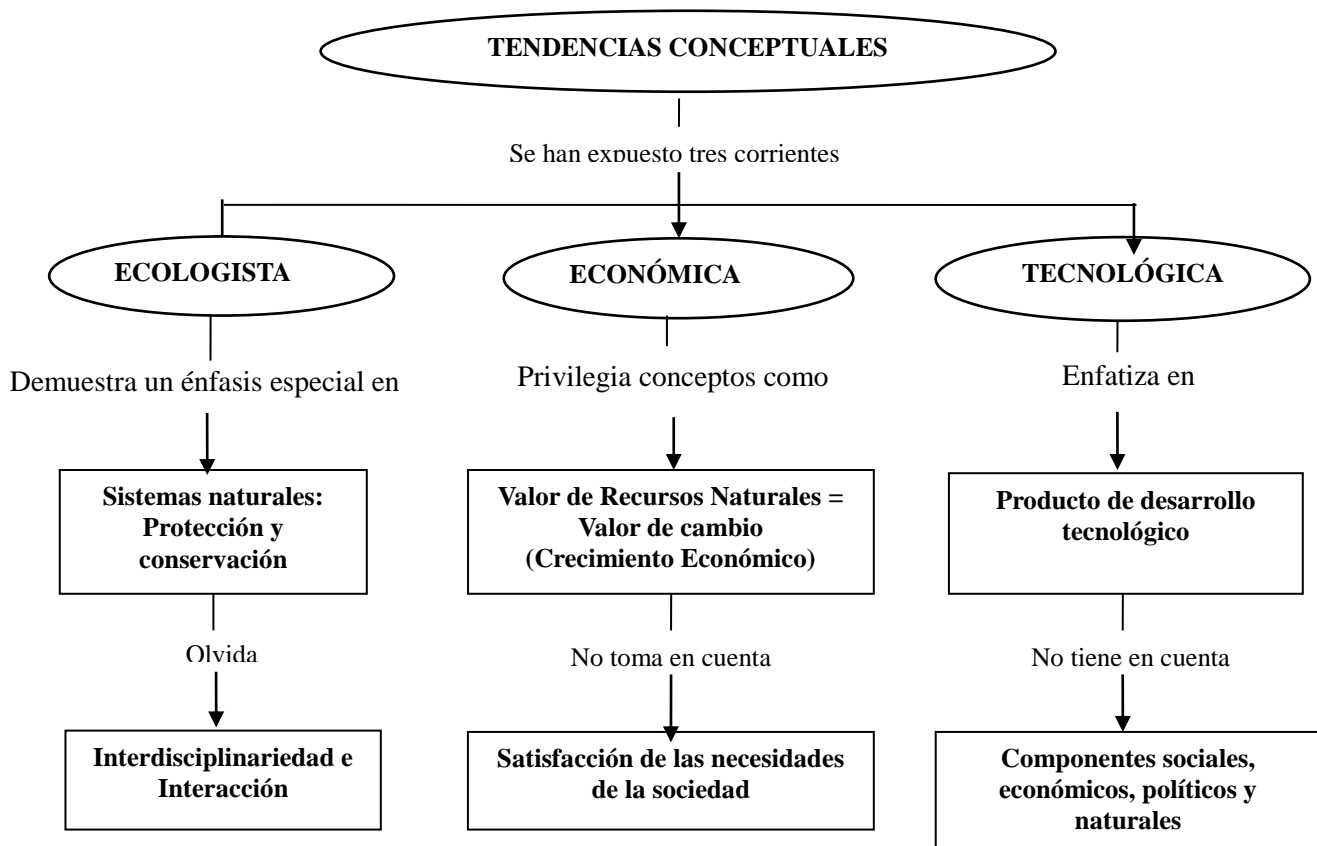 TENDENCIAS CONCEPTUALES
Se han expuesto tres corrientes
ECOLOGISTA
ECONÓMICA
TECNOLÓGICA
Demuestra un énfasis especial en
Privilegia conceptos como
Enfatiza en
Sistemas naturales:
Protección y
conservación
Valor de Recursos Naturales =
Valor de cambio
(Crecimiento Económico)
Producto de desarrollo
tecnológico
Olvida
No toma en cuenta
No tiene en cuenta
Interdisciplinariedad e
Interacción
Satisfacción de las necesidades
de la sociedad
Componentes sociales,
económicos, políticos y
naturales